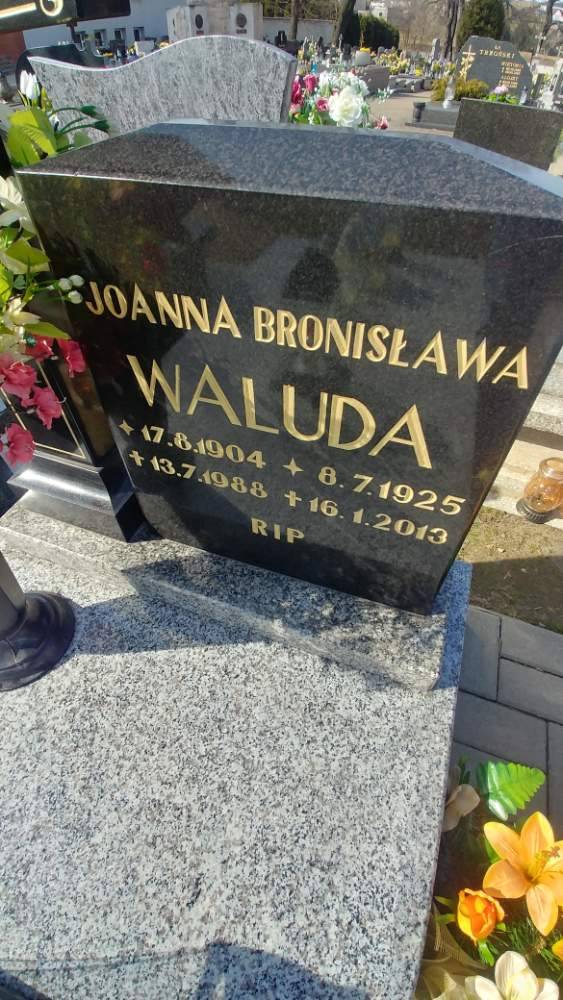 JOANNA BRONISŁAWA
WALUDA
✦ 17.8.1904 ✦ 8.7.1925
✝ 13.7.1988 ✝ 16.1.2013
RIP